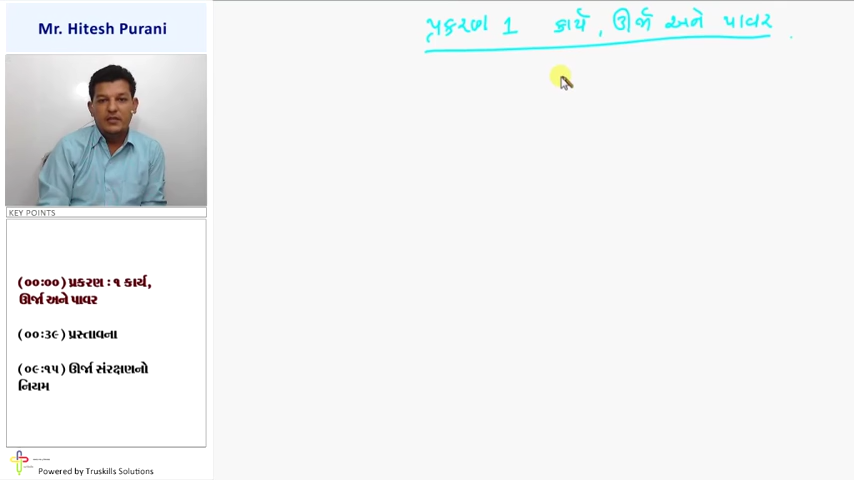 Mr. Hitesh Purani
પ્રકરણ 1 કાર્ય, ઊર્જા અને પાવર.
KEY POINTS
(૦૦:૦૦) પ્રકરણ : ૧ કાર્ય,
ઊર્જા અને પાવર
(૦૦:૩૯) પ્રસ્તાવના
(૦૯:૧૫) ઊર્જા સંરક્ષણનો
નિયમ
Powered by Truskills Solutions